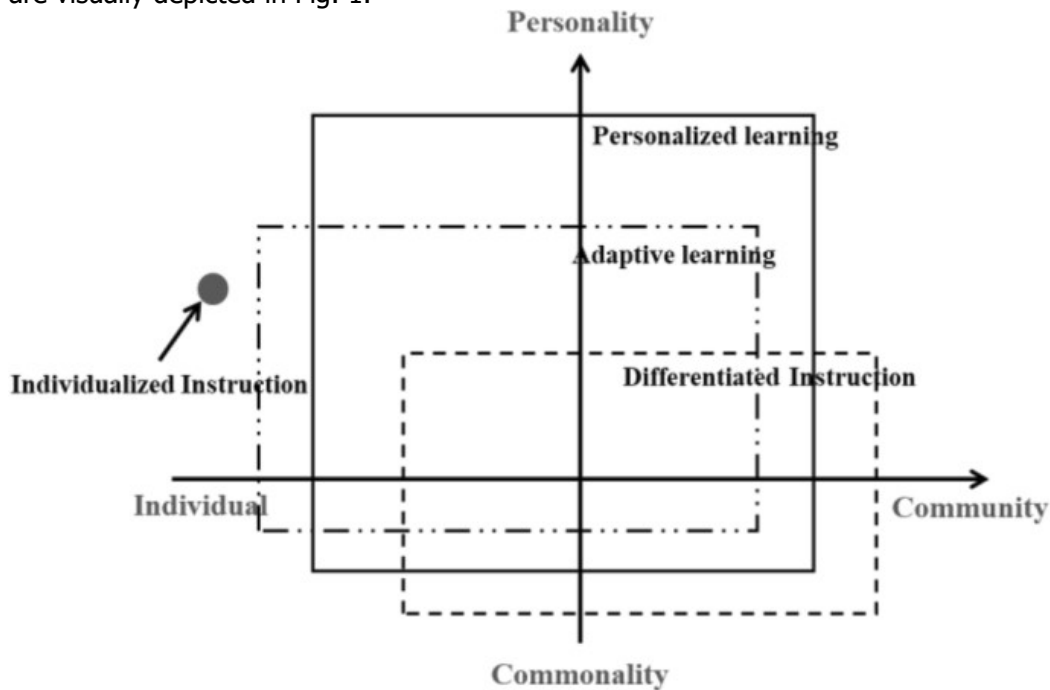 are visually depicted in Fig. 1.
Personality
Personalized learning
Adaptive learning
Individualized Instruction
Differentiated Instruction
Individual
Community
Commonality